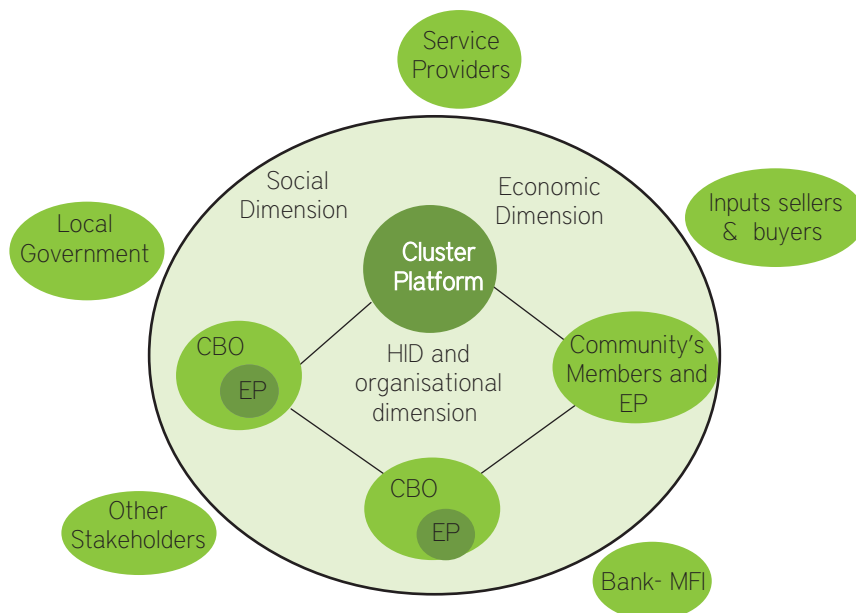 Service
Providers
Social
Dimension
Economic
Dimension
Local
Government
Inputs sellers
& buyers
Cluster
Platform
CBO
EP
HID and
organisational
dimension
Community's
Members and
EP
CBO
EP
Other
Stakeholders
Bank- MFI